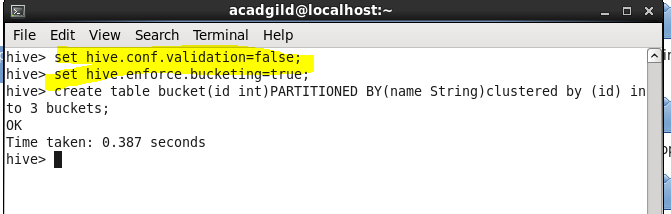 acadgild@localhost:~
File Edit View Search Terminal Help
hive> set hive.conf.validation=false;
hive> set hive.enforce.bucketing=true;
hive> create table bucket(id int)PARTITIONED BY(name String)clustered by (id) in
to 3 buckets;
OK
Time taken: 0.387 seconds
hive>